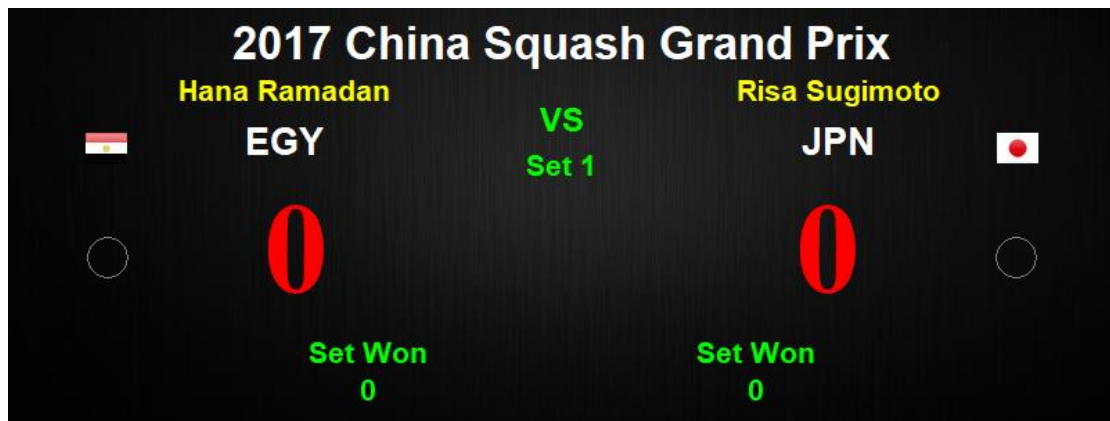 2017 China Squash Grand Prix
Hana Ramadan
Risa Sugimoto
VS
EGY
JPN
Set 1
0
0
Set Won
Set Won
0
0